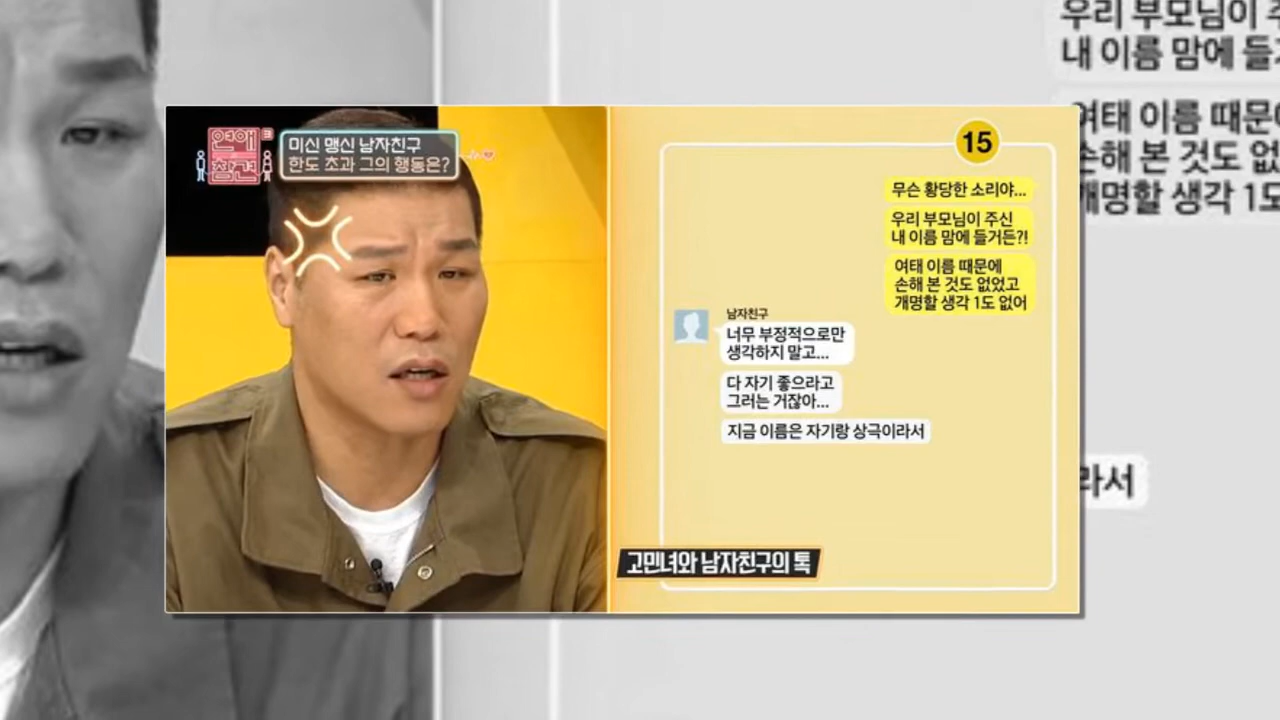 연애의 참견 3
미신 맹신 남자친구
한도 초과 그의 행동은?
15
무슨 황당한 소리야...
우리 부모님이 주신
내 이름 맘에 들거든?!
여태 이름 때문에
손해 본 것도 없었고
개명할 생각 1도 없어
남자친구
너무 부정적으로만
생각하지 말고...
다 자기 좋으라고
그러는 거잖아...
지금 이름은 자기랑 상극이라서
고민녀와 남자친구의 톡
우리 부모님이
내 이름 맘에
여태 이름
손해 본 것도
개명할 생각 1도
라서